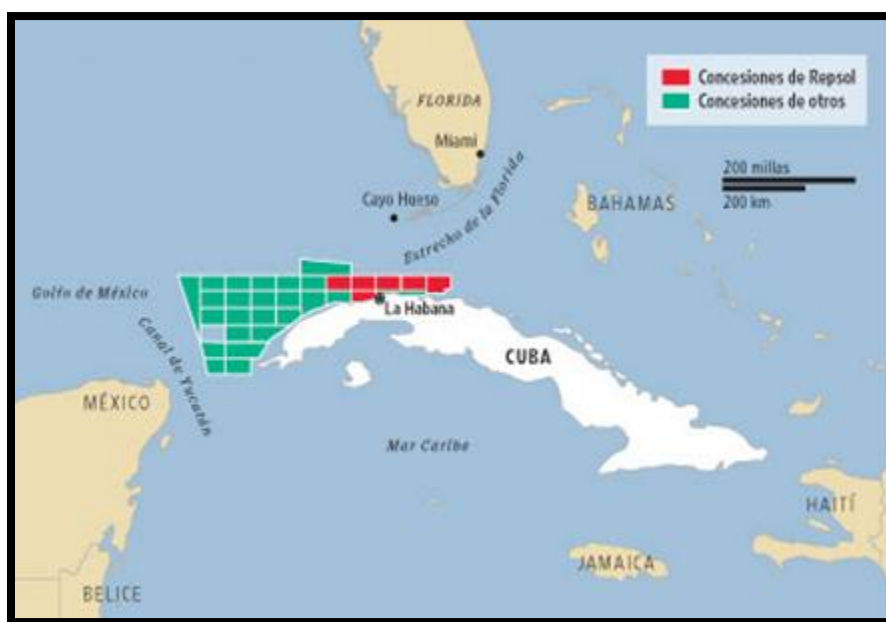 Concesiones de Repsol
Concesiones de otros
FLORIDA
Miami
200 millas
200 km
Cayo Hueso
Estrecho de la Florida
BAHAMAS
Golfo de México
La Habana
Canal de Yucatán
CUBA
MÉXICO
Mar Caribe
HAITÍ
JAMAICA
BELICE